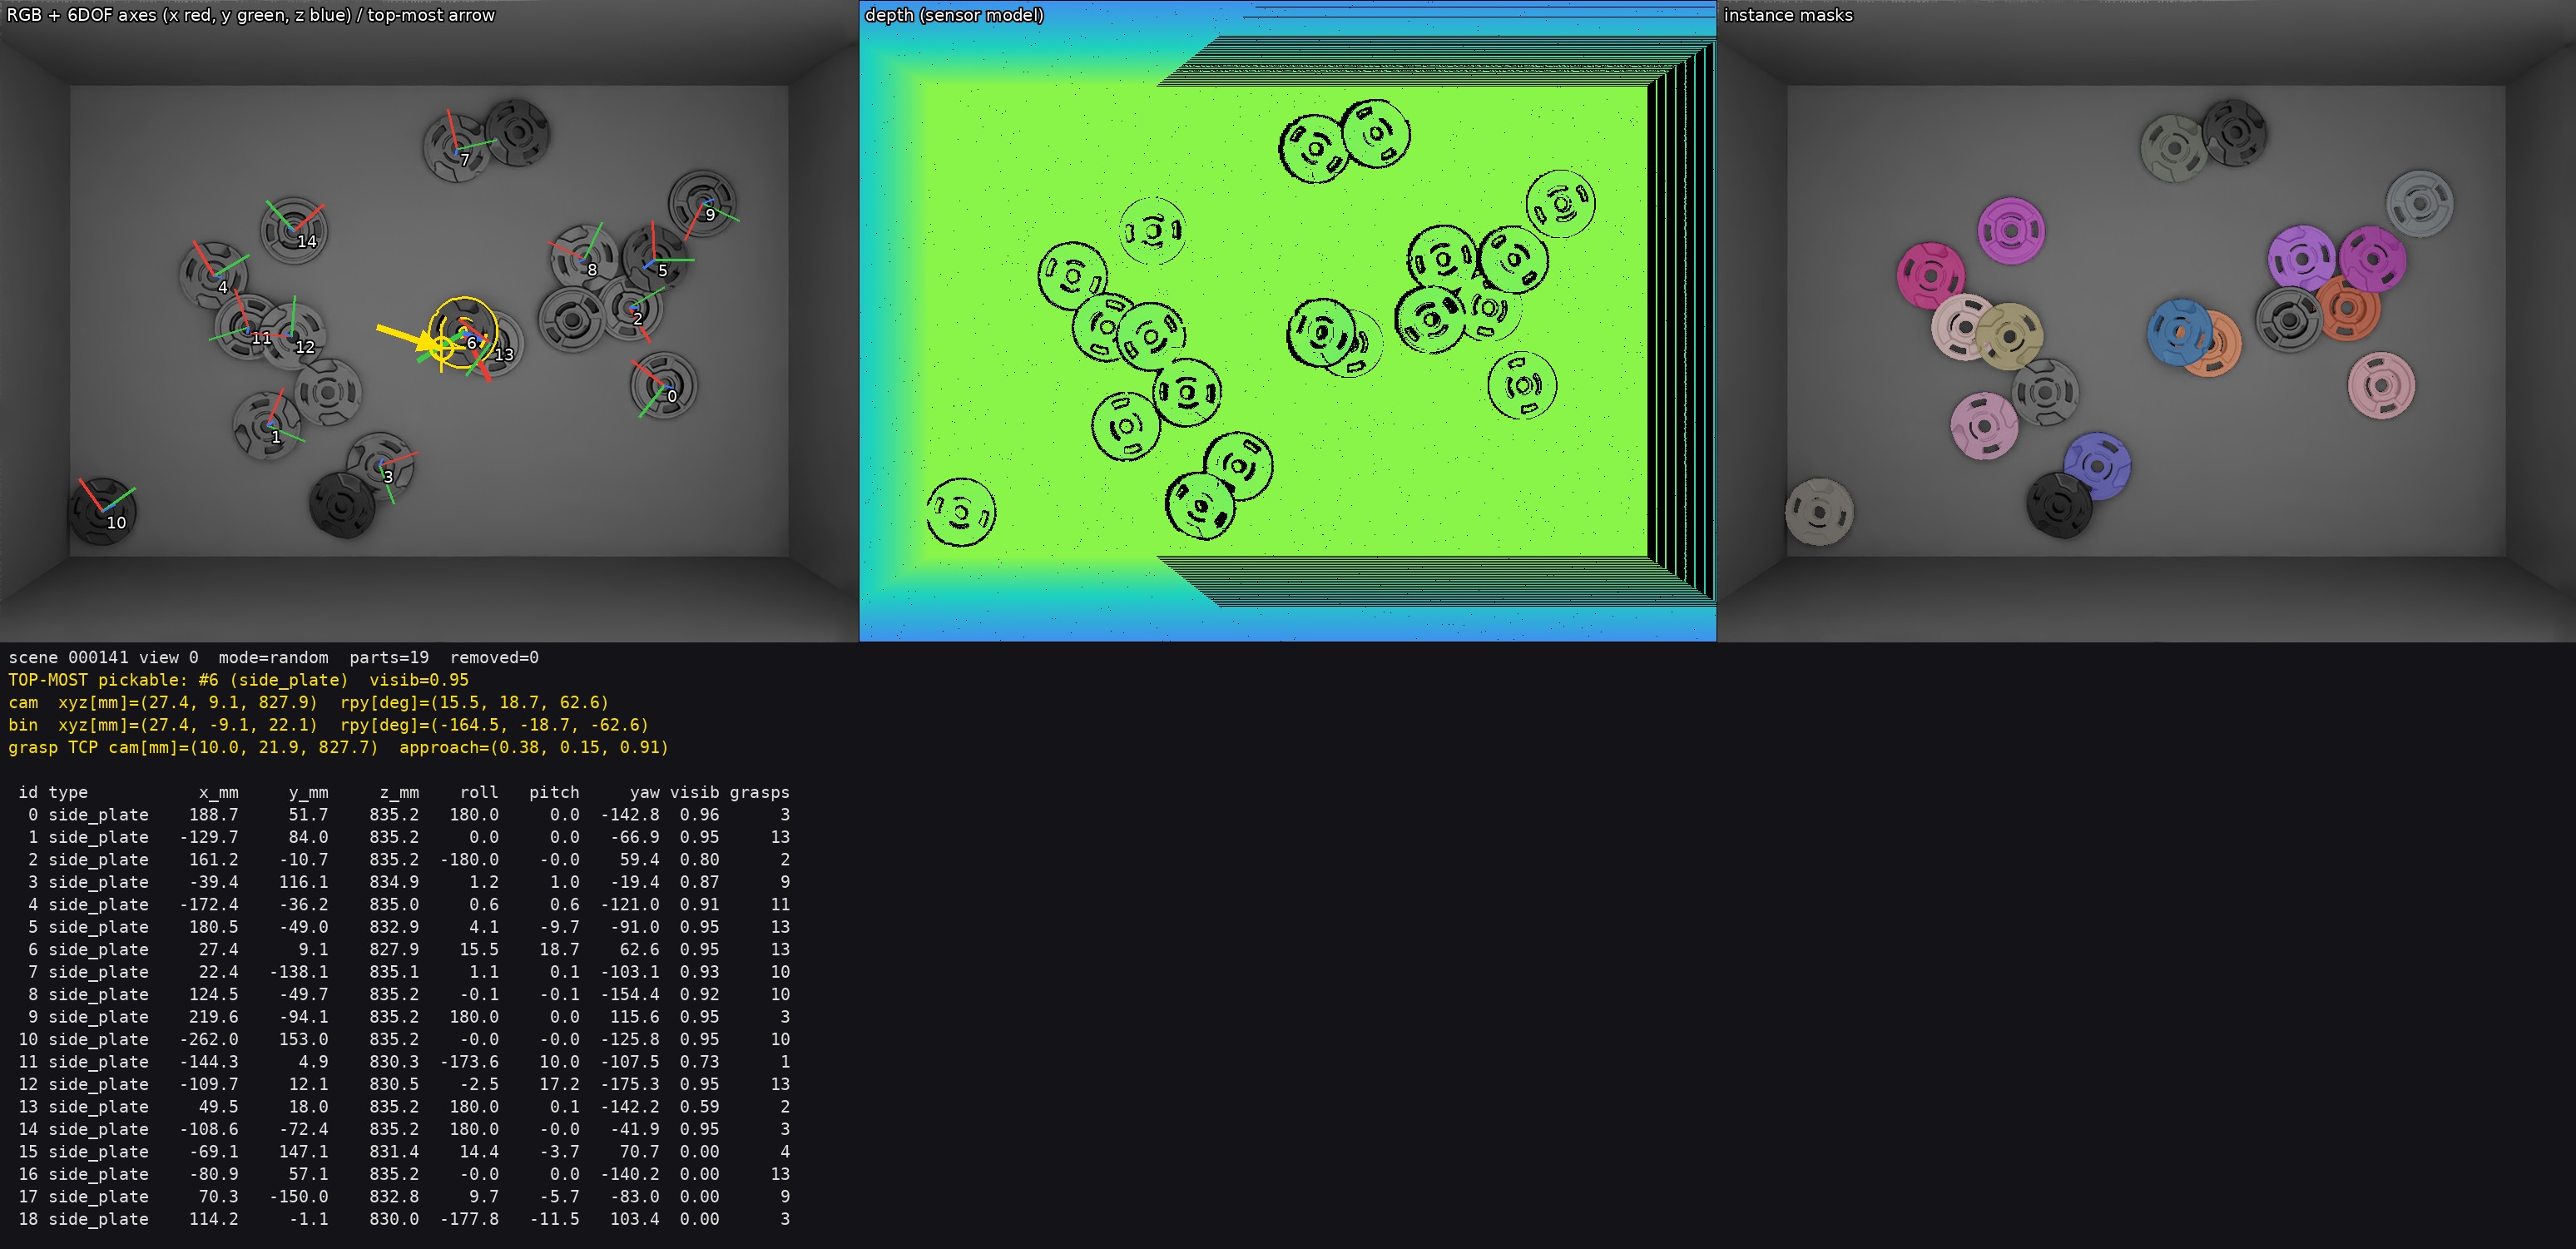 RGB + 6DOF axes (x red, y green, z blue) / top-most arrow
depth (sensor model)
instance masks
7
9
14
8
5
4
2
11
12
6
13
0
1
3
10
scene 000141 view 0  mode=random  parts=19  removed=0
TOP-MOST pickable: #6 (side_plate)  visib=0.95
cam  xyz[mm]=(27.4, 9.1, 827.9)  rpy[deg]=(15.5, 18.7, 62.6)
bin  xyz[mm]=(27.4, -9.1, 22.1)  rpy[deg]=(-164.5, -18.7, -62.6)
grasp TCP cam[mm]=(10.0, 21.9, 827.7)  approach=(0.38, 0.15, 0.91)
id type x_mm y_mm z_mm roll pitch yaw visib grasps
0 side_plate 188.7 51.7 835.2 180.0 0.0 -142.8 0.96 3
1 side_plate -129.7 84.0 835.2 0.0 0.0 -66.9 0.95 13
2 side_plate 161.2 -10.7 835.2 -180.0 -0.0 59.4 0.80 2
3 side_plate -39.4 116.1 834.9 1.2 1.0 -19.4 0.87 9
4 side_plate -172.4 -36.2 835.0 0.6 0.6 -121.0 0.91 11
5 side_plate 180.5 -49.0 832.9 4.1 -9.7 -91.0 0.95 13
6 side_plate 27.4 9.1 827.9 15.5 18.7 62.6 0.95 13
7 side_plate 22.4 -138.1 835.1 1.1 0.1 -103.1 0.93 10
8 side_plate 124.5 -49.7 835.2 -0.1 -0.1 -154.4 0.92 10
9 side_plate 219.6 -94.1 835.2 180.0 0.0 115.6 0.95 3
10 side_plate -262.0 153.0 835.2 -0.0 -0.0 -125.8 0.95 10
11 side_plate -144.3 4.9 830.3 -173.6 10.0 -107.5 0.73 1
12 side_plate -109.7 12.1 830.5 -2.5 17.2 -175.3 0.95 13
13 side_plate 49.5 18.0 835.2 180.0 0.1 -142.2 0.59 2
14 side_plate -108.6 -72.4 835.2 180.0 -0.0 -41.9 0.95 3
15 side_plate -69.1 147.1 831.4 14.4 -3.7 70.7 0.00 4
16 side_plate -80.9 57.1 835.2 -0.0 0.0 -140.2 0.00 13
17 side_plate 70.3 -150.0 832.8 9.7 -5.7 -83.0 0.00 9
18 side_plate 114.2 -1.1 830.0 -177.8 -11.5 103.4 0.00 3